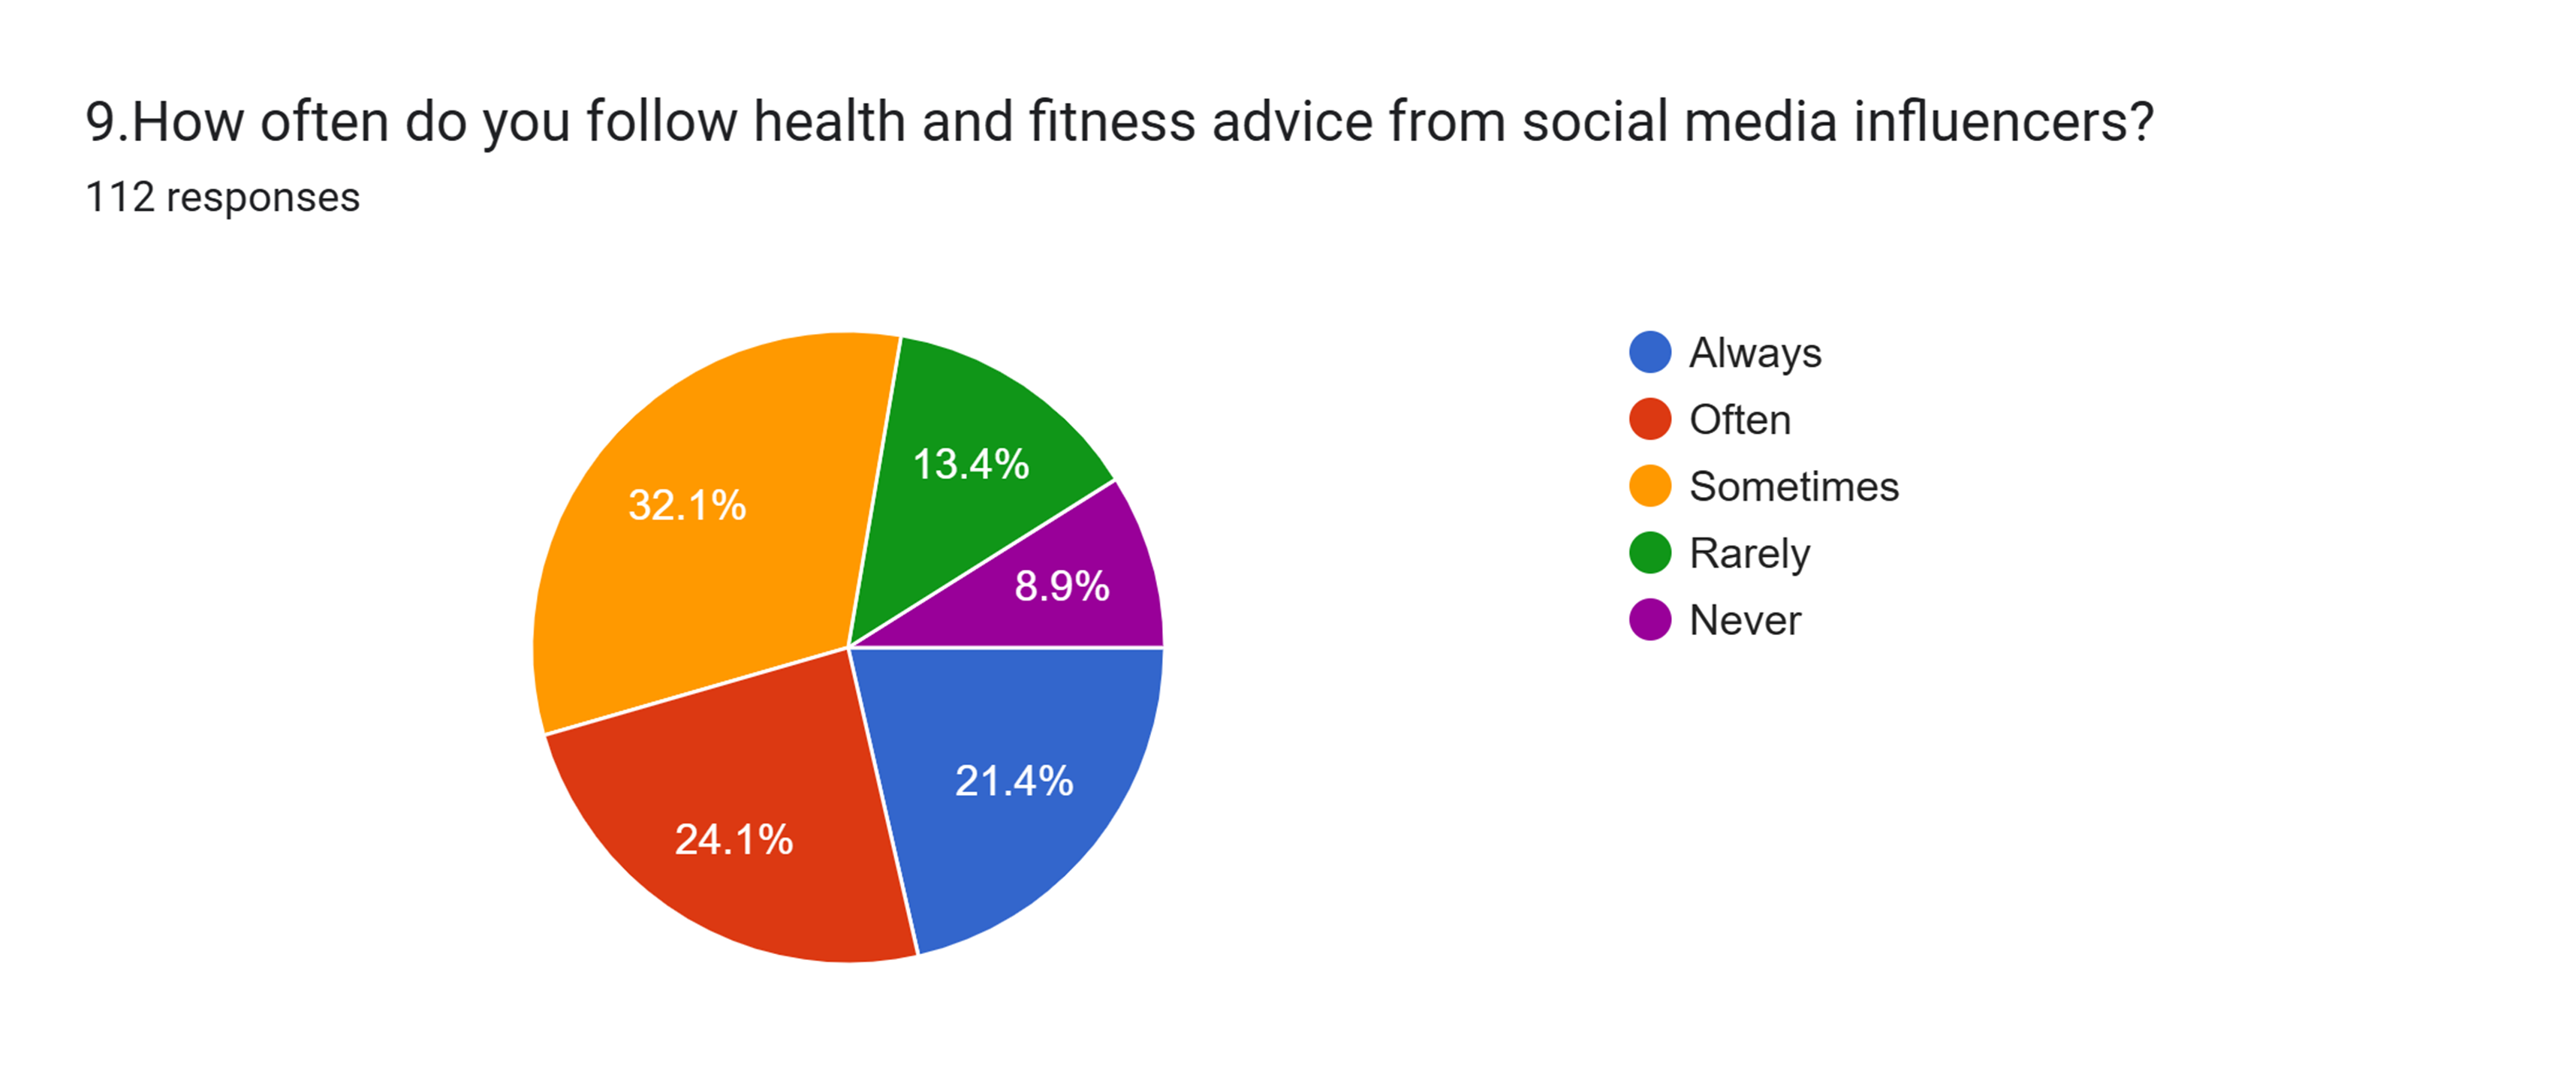 9.How often do you follow health and fitness advice from social media influencers?
112 responses
Always
Often
Sometimes
Rarely
Never
13.4%
32.1%
8.9%
21.4%
24.1%